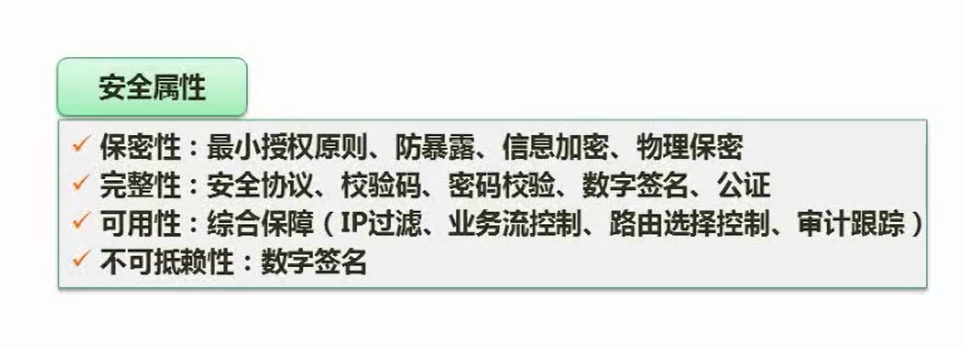 安全属性
✓ 保密性：最小授权原则、防暴露、信息加密、物理保密
✓ 完整性：安全协议、校验码、密码校验、数字签名、公证
✓ 可用性：综合保障（IP过滤、业务流控制、路由选择控制、审计跟踪）
✓ 不可抵赖性：数字签名